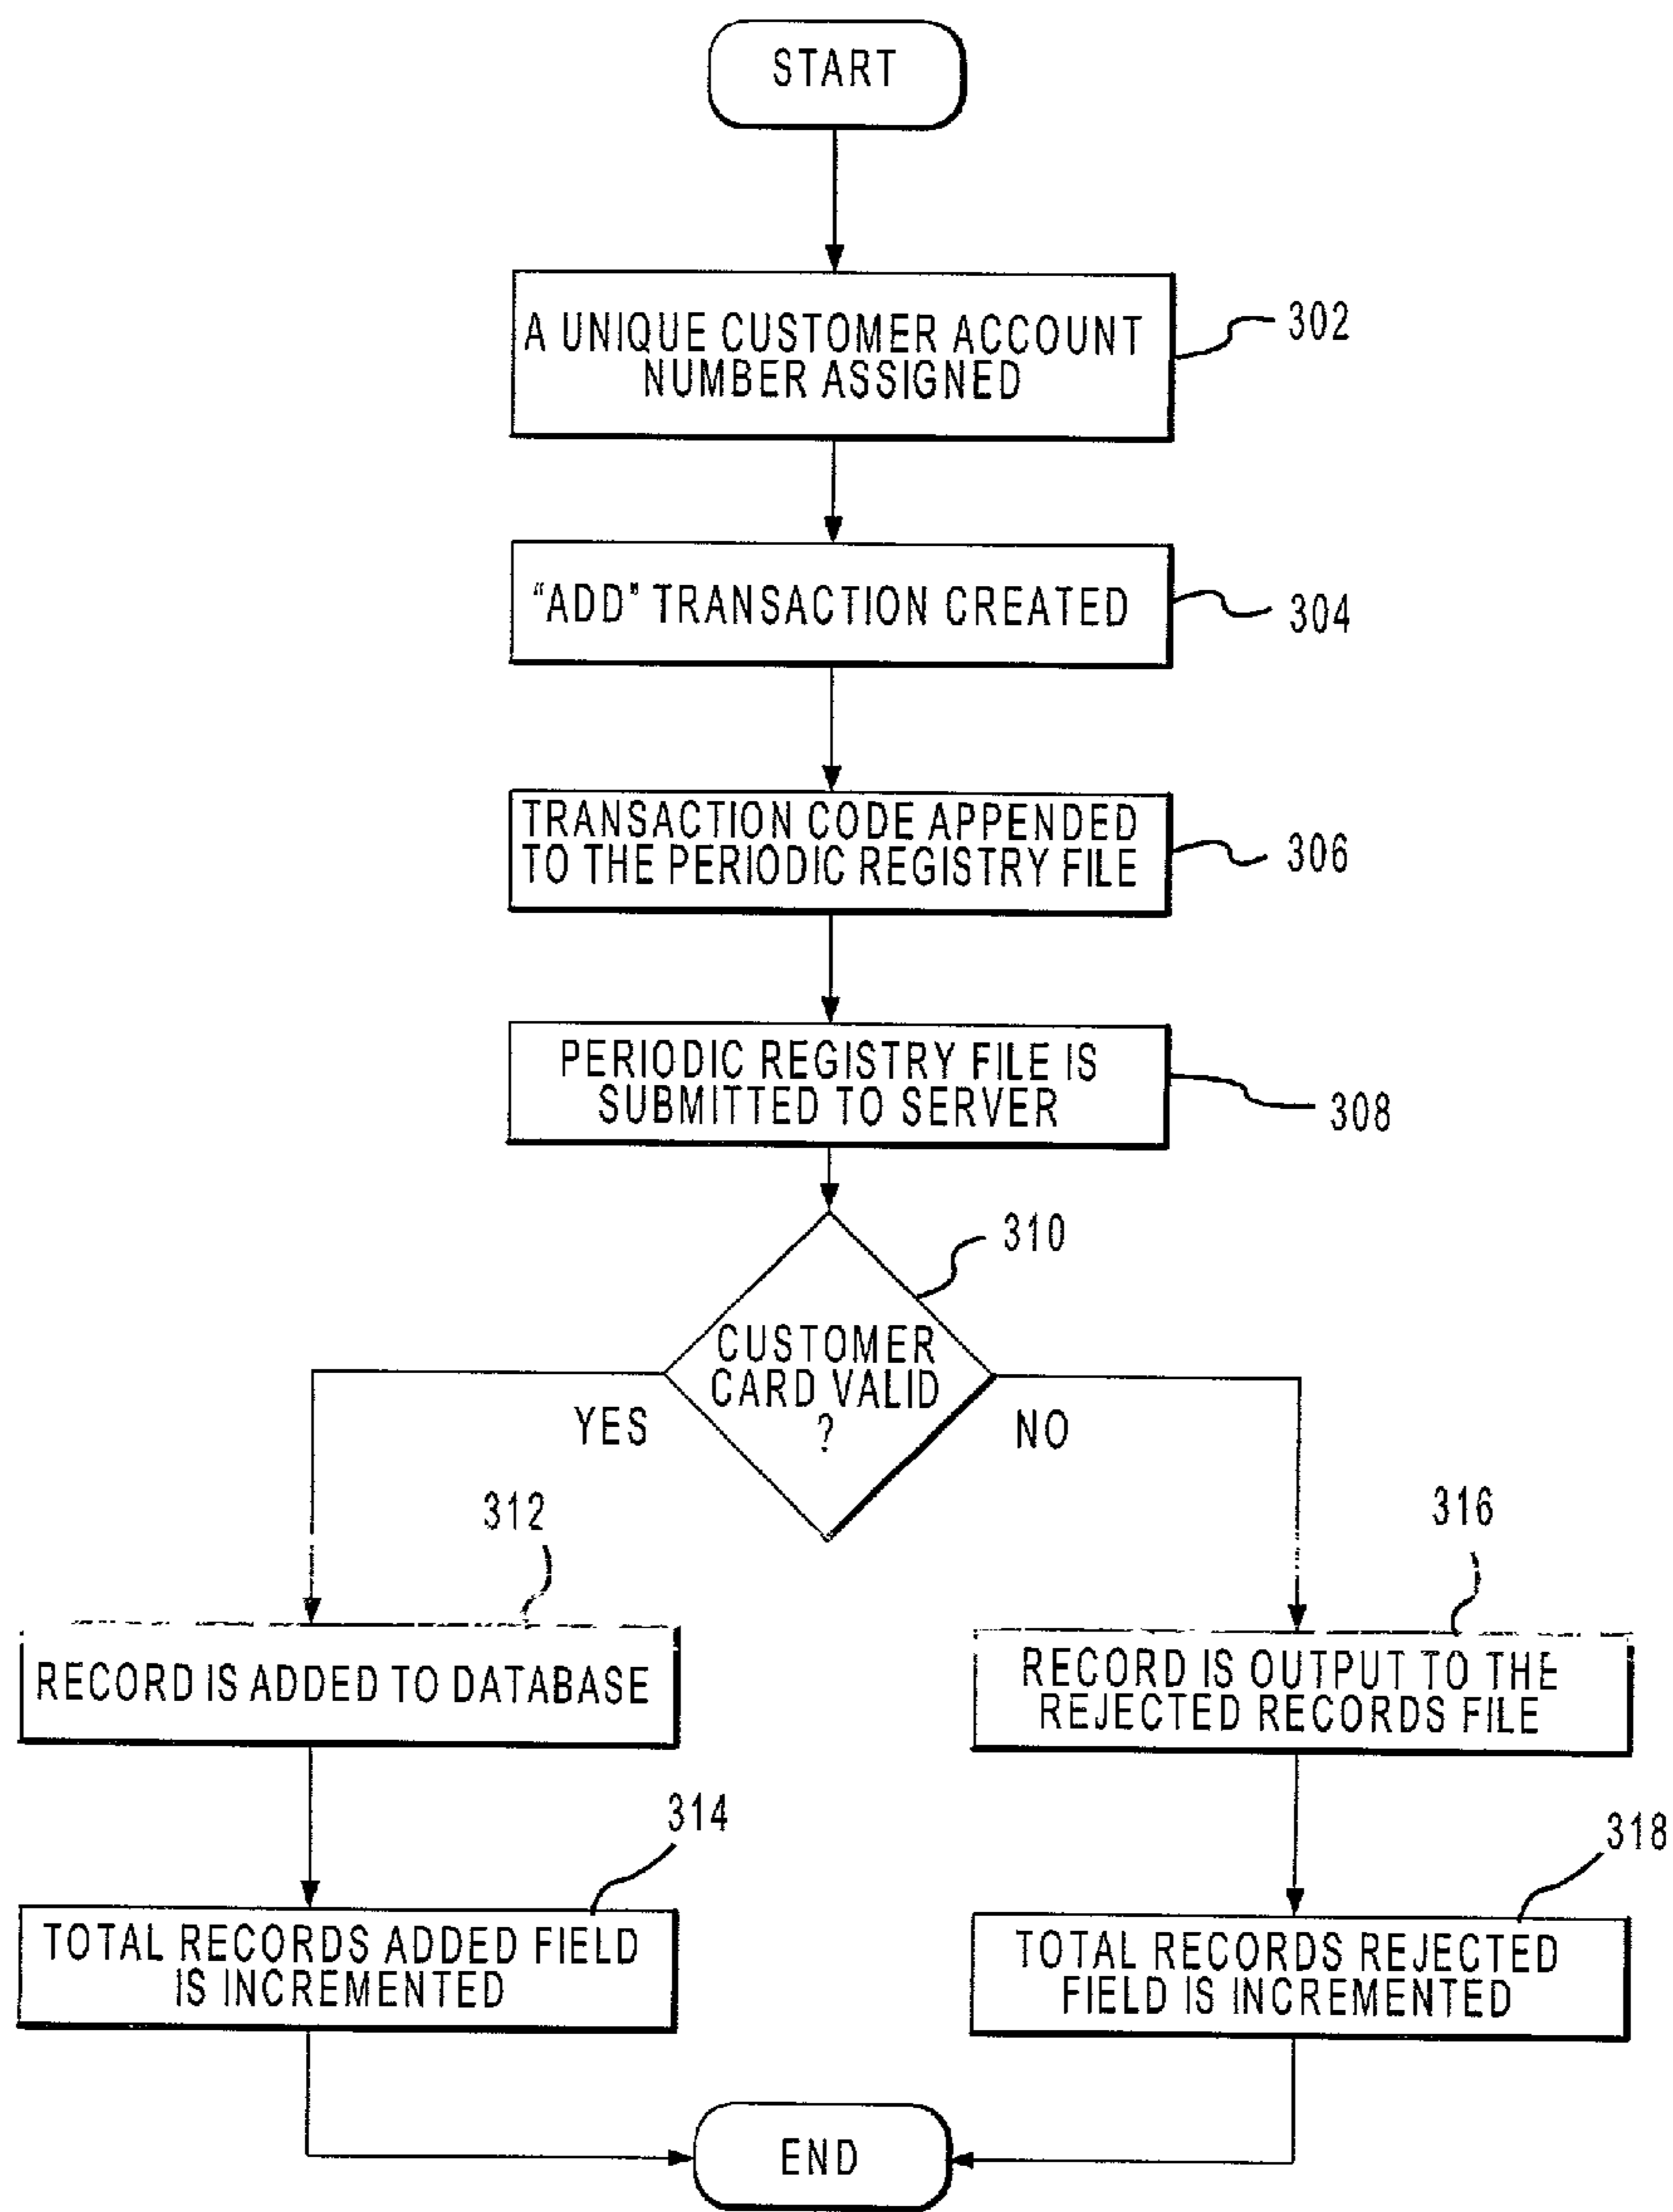 START
A UNIQUE CUSTOMER ACCOUNT
NUMBER ASSIGNED
302
"ADD" TRANSACTION CREATED
304
TRANSACTION CODE APPENDED
TO THE PERIODIC REGISTRY FILE
306
PERIODIC REGISTRY FILE IS
SUBMITTED TO SERVER
308
310
CUSTOMER
CARD VALID
?
YES
NO
312
316
RECORD IS ADDED TO DATABASE
RECORD IS OUTPUT TO THE
REJECTED RECORDS FILE
314
318
TOTAL RECORDS ADDED FIELD
IS INCREMENTED
TOTAL RECORDS REJECTED
FIELD IS INCREMENTED
END